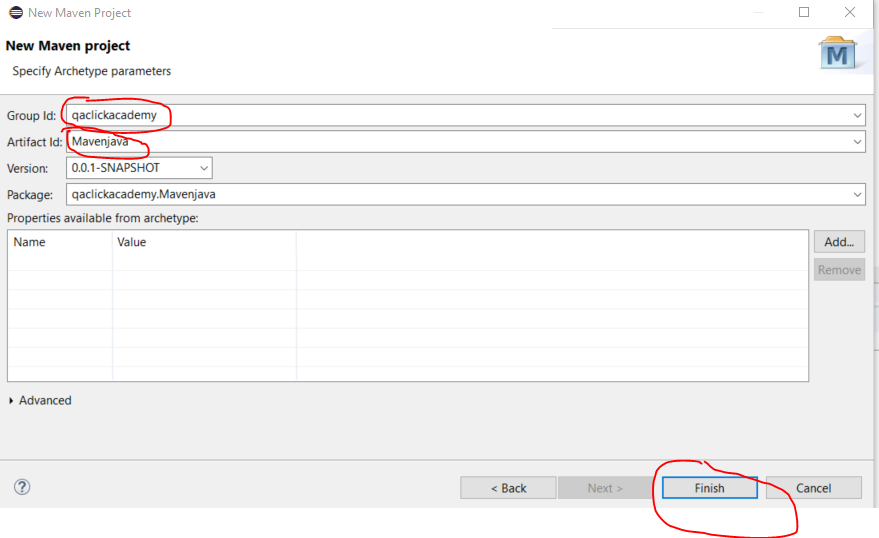 New Maven Project
New Maven project
Specify Archetype parameters
M
Group Id: qaclickacademy
Artifact Id: Mavenjava
Version: 0.0.1-SNAPSHOT
Package: qaclickacademy.Mavenjava
Properties available from archetype:
Name Value
Add...
Remove
Advanced
? < Back Next > Finish Cancel